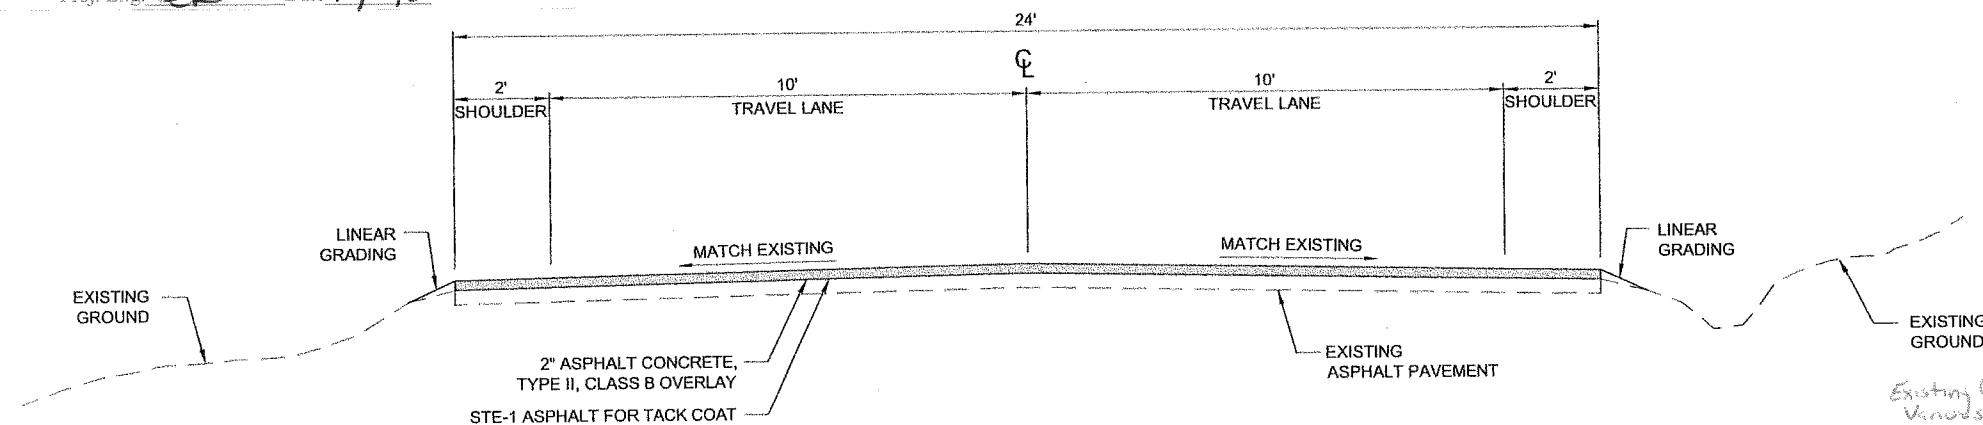 24'
℄
2'
SHOULDER
10'
TRAVEL LANE
10'
TRAVEL LANE
2'
SHOULDER
LINEAR
GRADING
MATCH EXISTING
MATCH EXISTING
LINEAR
GRADING
EXISTING
GROUND
EXISTING
GROUND
2" ASPHALT CONCRETE,
TYPE II, CLASS B OVERLAY
STE-1 ASPHALT FOR TACK COAT
EXISTING
ASPHALT PAVEMENT
Existing